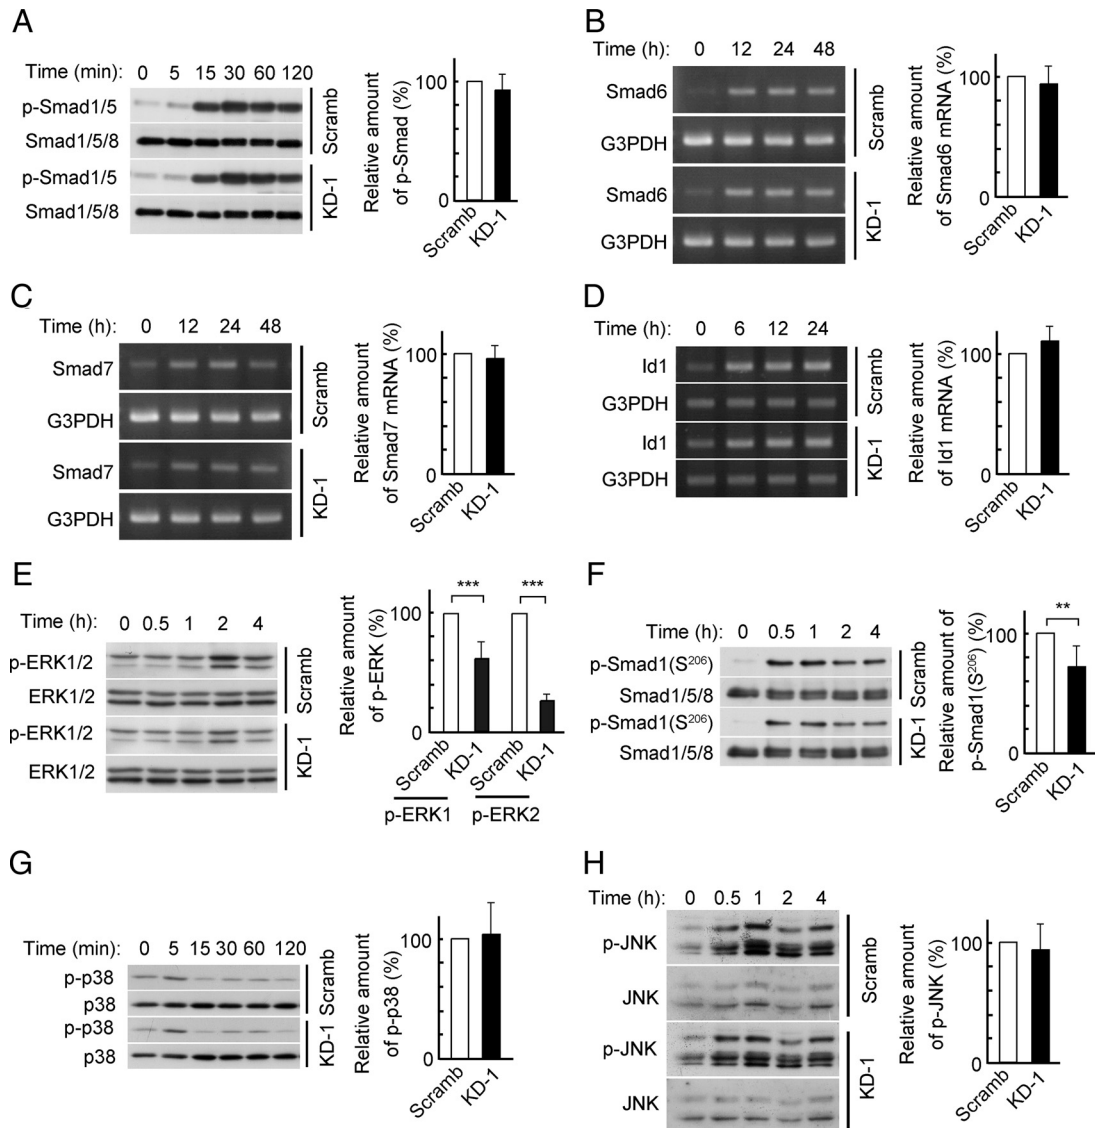 A
Time (min): 0 5 15 30 60 120
p-Smad1/5
Smad1/5/8
p-Smad1/5
Smad1/5/8
Scramb
KD-1
Relative amount
of p-Smad (%)
100
0
Scramb
KD-1
B
Time (h): 0 12 24 48
Smad6
G3PDH
Smad6
G3PDH
Scramb
KD-1
Relative amount
of Smad6 mRNA (%)
100
0
Scramb
KD-1
C
Time (h): 0 12 24 48
Smad7
G3PDH
Smad7
G3PDH
Scramb
KD-1
Relative amount
of Smad7 mRNA (%)
100
0
Scramb
KD-1
D
Time (h): 0 6 12 24
Id1
G3PDH
Id1
G3PDH
Scramb
KD-1
Relative amount
of Id1 mRNA (%)
100
0
Scramb
KD-1
E
Time (h): 0 0.5 1 2 4
p-ERK1/2
ERK1/2
p-ERK1/2
ERK1/2
Scramb
KD-1
Relative amount
of p-ERK (%)
100
0
*** ***
Scramb
KD-1
Scramb
KD-1
p-ERK1 p-ERK2
F
Time (h): 0 0.5 1 2 4
p-Smad1(S²⁰⁶)
Smad1/5/8
p-Smad1(S²⁰⁶)
Smad1/5/8
Scramb
KD-1
Relative amount of
p-Smad1(S²⁰⁶) (%)
100
0
**
Scramb
KD-1
G
Time (min): 0 5 15 30 60 120
p-p38
p38
p-p38
p38
Scramb
KD-1
Relative amount
of p-p38 (%)
100
0
Scramb
KD-1
H
Time (h): 0 0.5 1 2 4
p-JNK
JNK
p-JNK
JNK
Scramb
KD-1
Relative amount
of p-JNK (%)
100
0
Scramb
KD-1